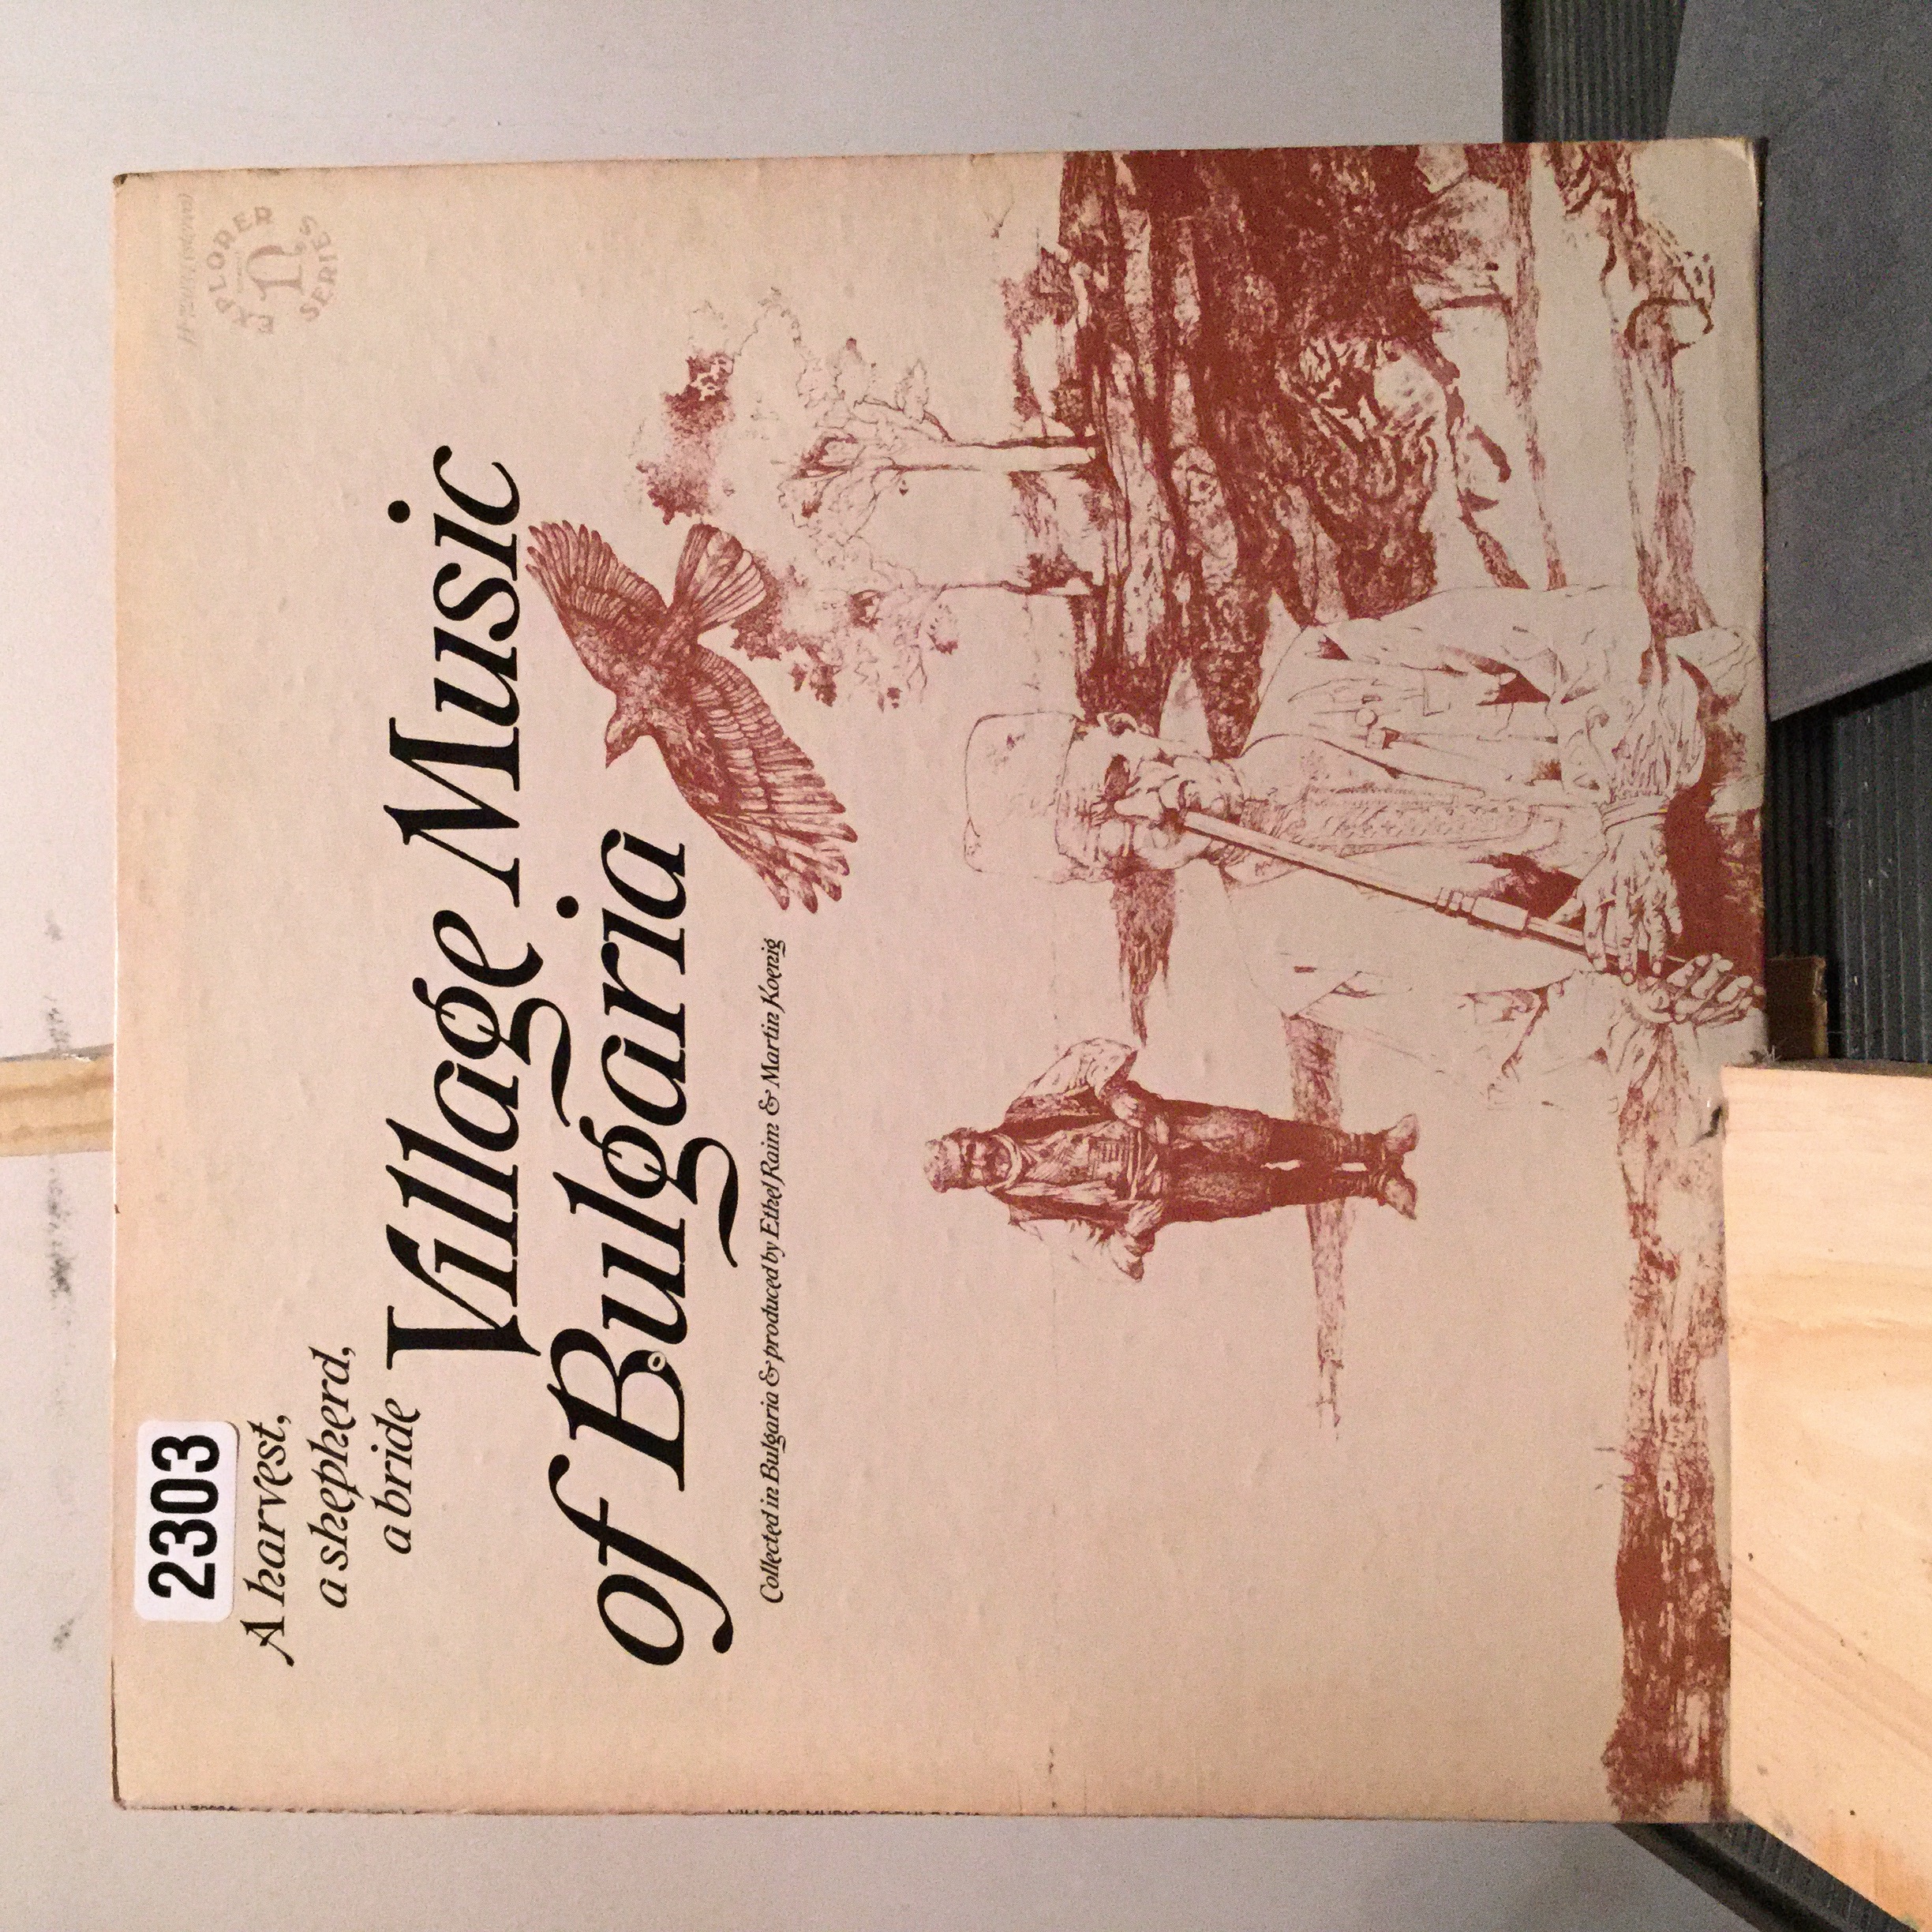 2303
EXPLORER
SERIES
A harvest,
a shepherd,
a bride
Village Music
of Bulgaria
Collected in Bulgaria & produced by Ethel Raim & Martin Koenig